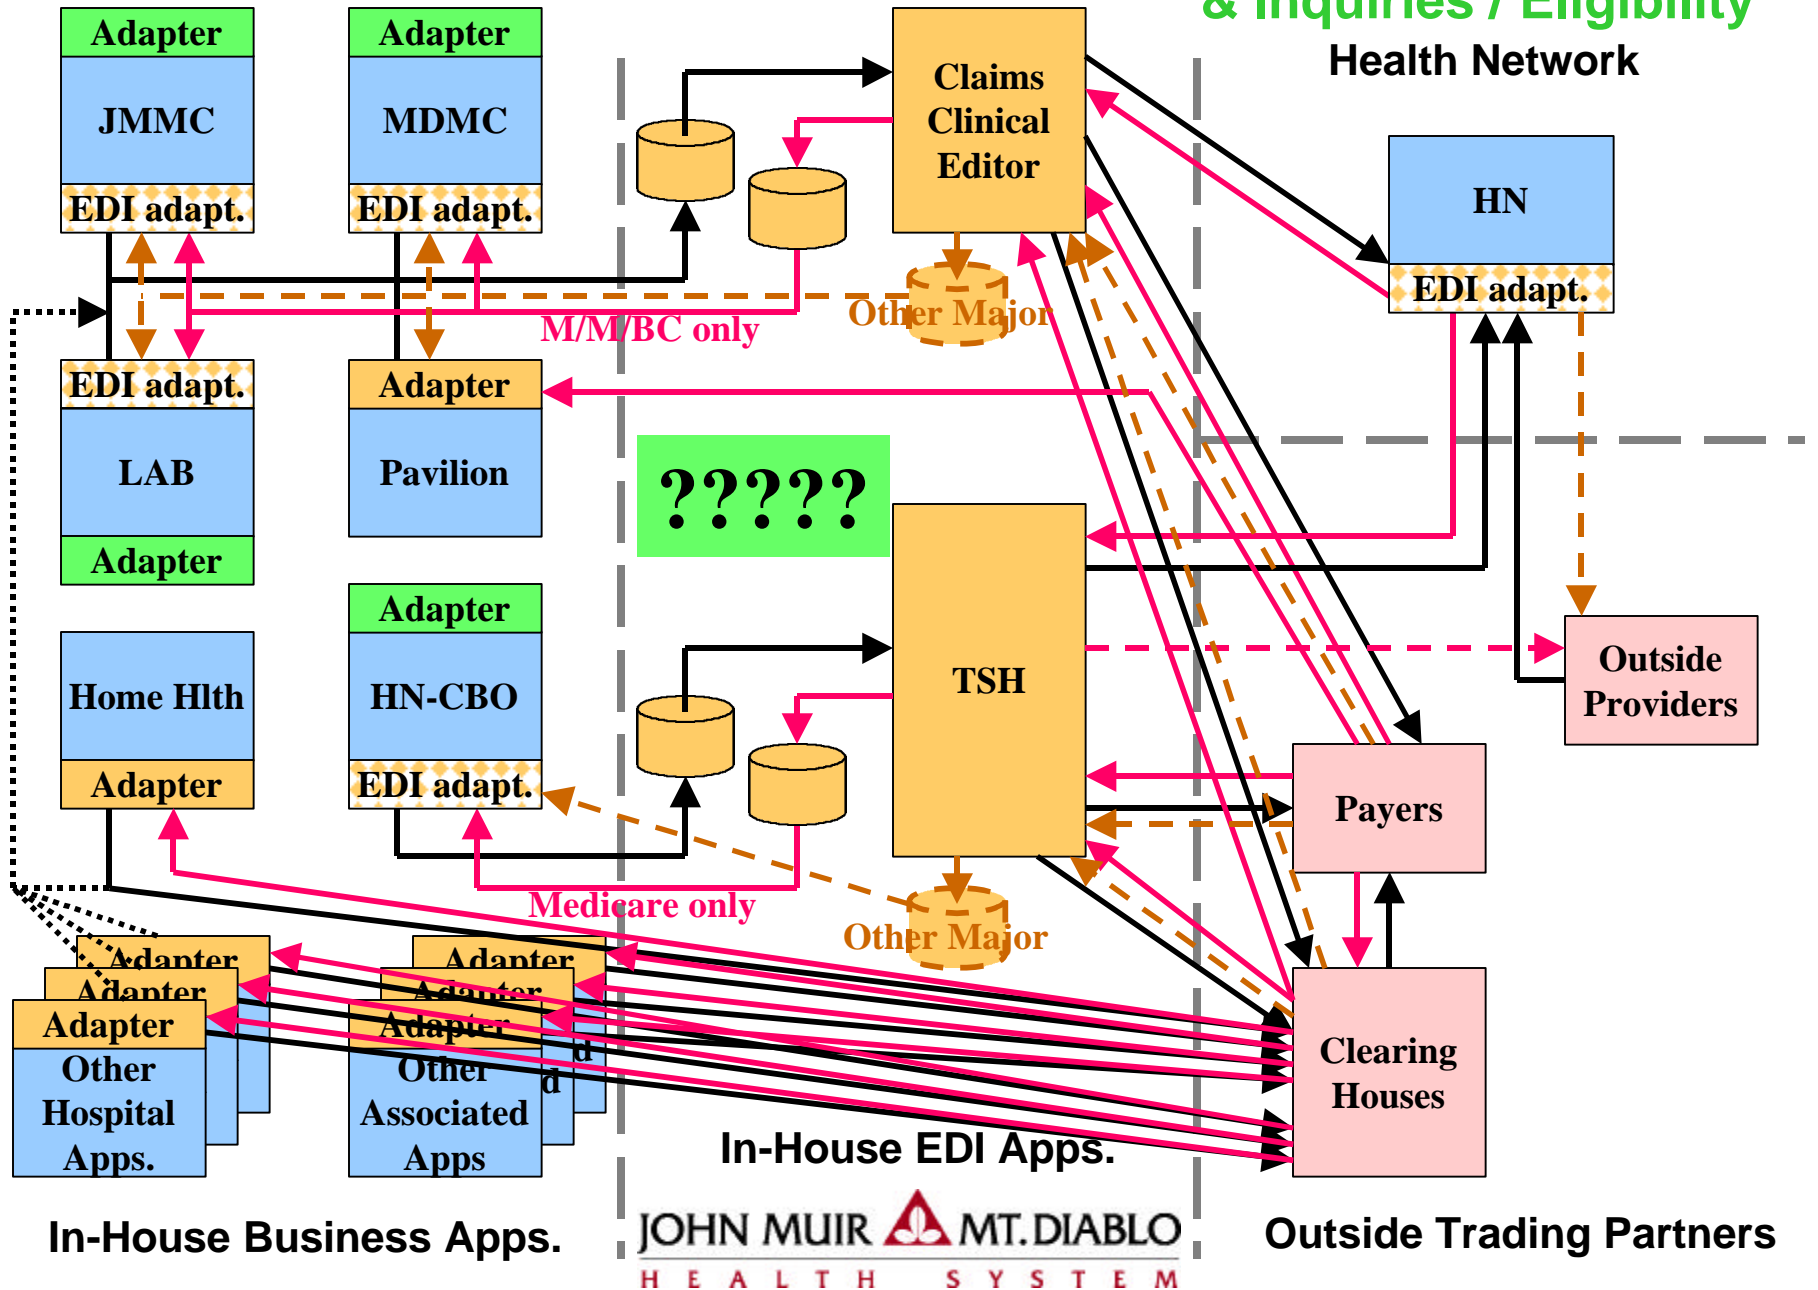 & Inquiries / Eligibility
Health Network
Adapter
JMMC
EDI adapt.
Adapter
MDMC
EDI adapt.
Claims
Clinical
Editor
HN
EDI adapt.
Other Major
M/M/BC only
EDI adapt.
LAB
Adapter
Adapter
Pavilion
?????
Adapter
HN-CBO
EDI adapt.
Home Hlth
Adapter
TSH
Outside
Providers
Payers
Medicare only
Other Major
Adapter
Adapter
Adapter
Other
Hospital
Apps.
Adapter
Adapter
Adapter
d
d
Other
Associated
Apps
Clearing
Houses
In-House EDI Apps.
In-House Business Apps.
JOHN MUIR MT. DIABLO
HEALTH SYSTEM
Outside Trading Partners